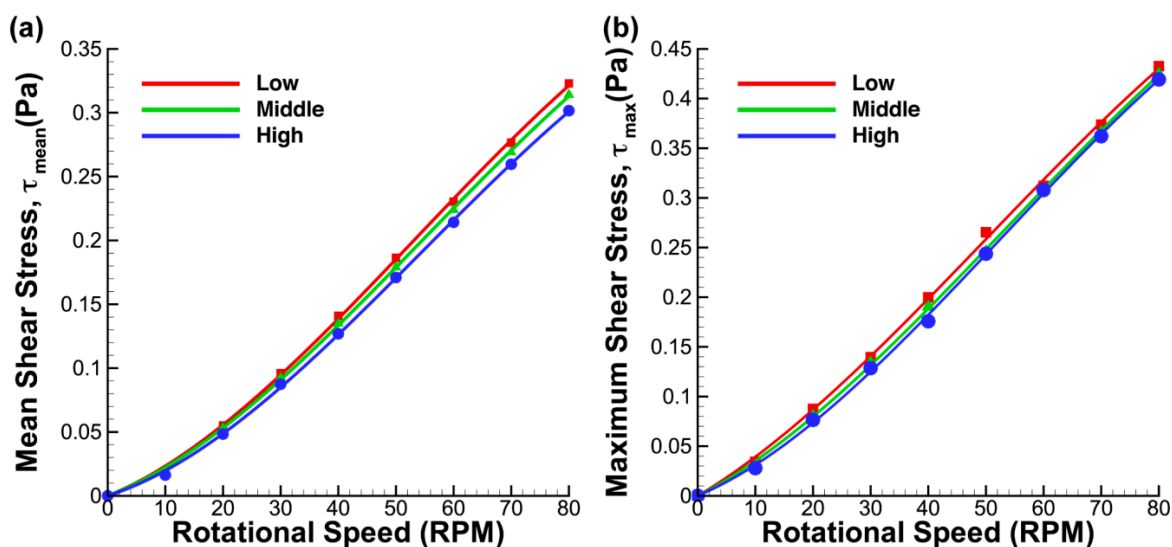 (a)
Mean Shear Stress, τmean(Pa)
0.35
0.3
0.25
0.2
0.15
0.1
0.05
0
Low
Middle
High
0 10 20 30 40 50 60 70 80
Rotational Speed (RPM)
(b)
Maximum Shear Stress, τmax(Pa)
0.45
0.4
0.35
0.3
0.25
0.2
0.15
0.1
0.05
0
Low
Middle
High
0 10 20 30 40 50 60 70 80
Rotational Speed (RPM)